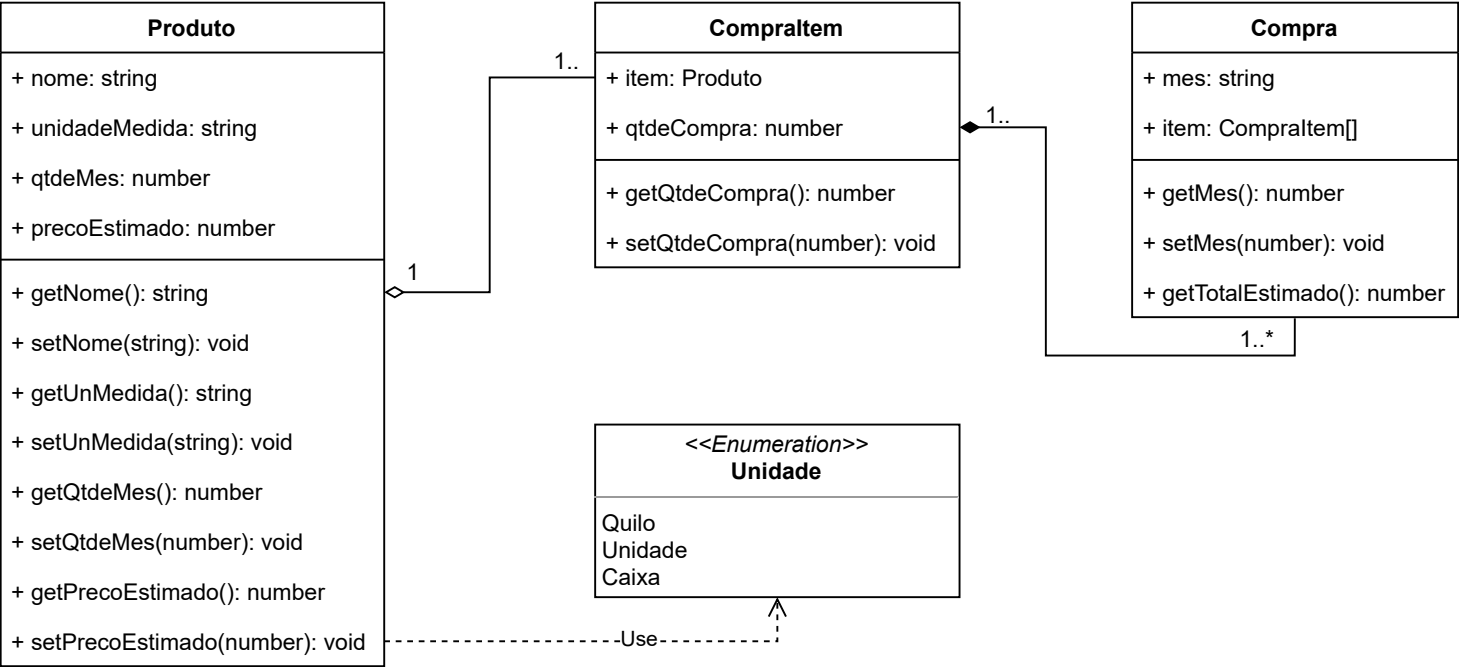 Produto
+ nome: string
+ unidadeMedida: string
+ qtdeMes: number
+ precoEstimado: number
+ getNome(): string
+ setNome(string): void
+ getUnMedida(): string
+ setUnMedida(string): void
+ getQtdeMes(): number
+ setQtdeMes(number): void
+ getPrecoEstimado(): number
+ setPrecoEstimado(number): void
1
1..
CompraItem
+ item: Produto
+ qtdeCompra: number
+ getQtdeCompra(): number
+ setQtdeCompra(number): void
1..
Compra
+ mes: string
+ item: CompraItem[]
+ getMes(): number
+ setMes(number): void
+ getTotalEstimado(): number
1..*
<<Enumeration>>
Unidade
Quilo
Unidade
Caixa
Use